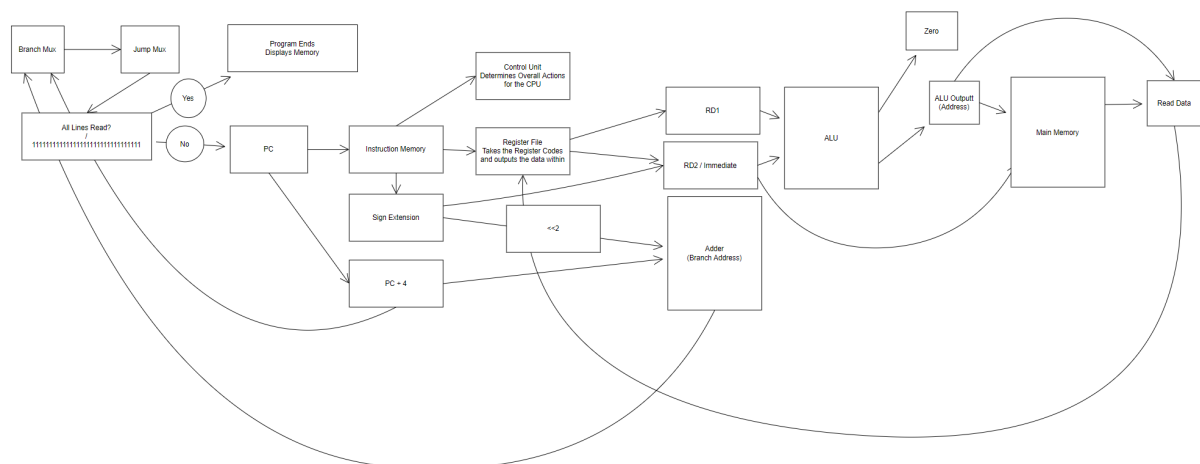 Branch Mux
Jump Mux
Program Ends
Displays Memory
Zero
Control Unit
Determines Overall Actions
for the CPU
Yes
RD1
ALU Outputt
(Address)
Read Data
All Lines Read?
/
11111111111111111111111111111111
No
PC
Instruction Memory
Register File
Takes the Register Codes
and outputs the data within
ALU
Main Memory
RD2 / Immediate
Sign Extension
<<2
Adder
(Branch Address)
PC + 4